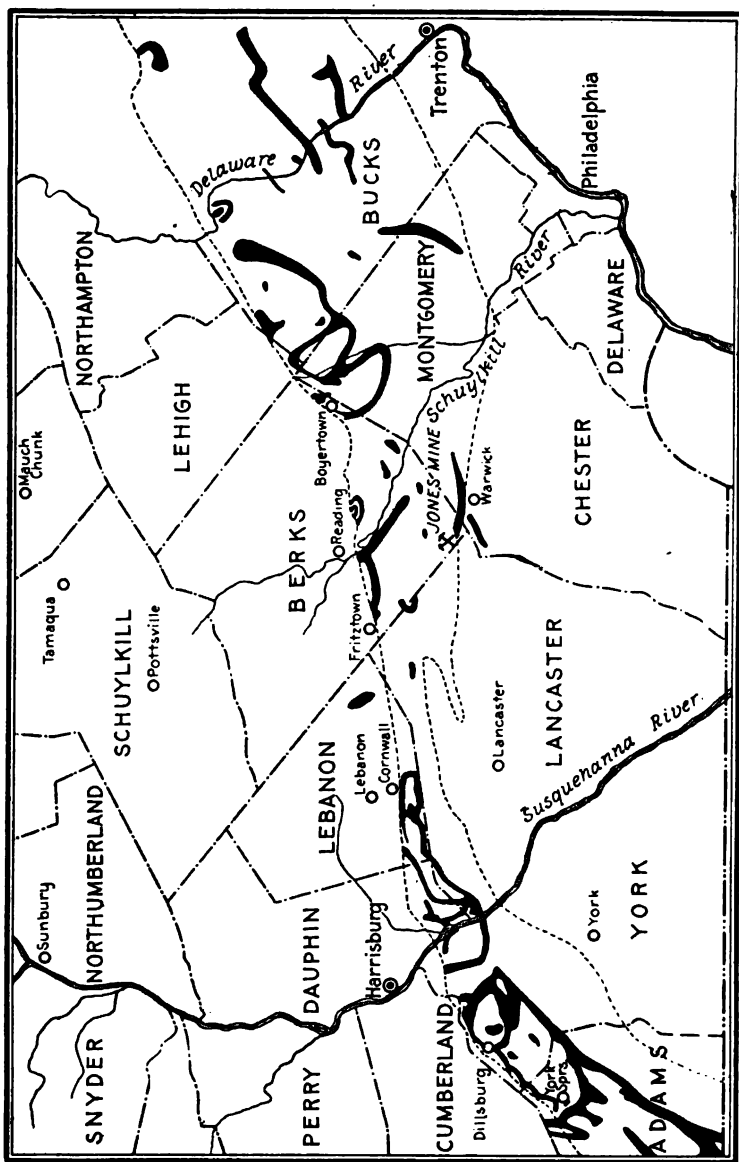 SNYDER
Sunbury
NORTHUMBERLAND
Tamaqua
Mauch
Chunk
NORTHAMPTON
SCHUYLKILL
Pottsville
LEHIGH
Delaware
River
PERRY
DAUPHIN
Harrisburg
LEBANON
Lebanon
Cornwall
BERKS
Reading
Fritztown
Boyertown
BUCKS
Trenton
CUMBERLAND
Dillsburg
York
Sprs.
JONES MINE
Schuylkill
River
MONTGOMERY
Warwick
Philadelphia
ADAMS
York
YORK
Susquehanna River
Lancaster
LANCASTER
CHESTER
DELAWARE